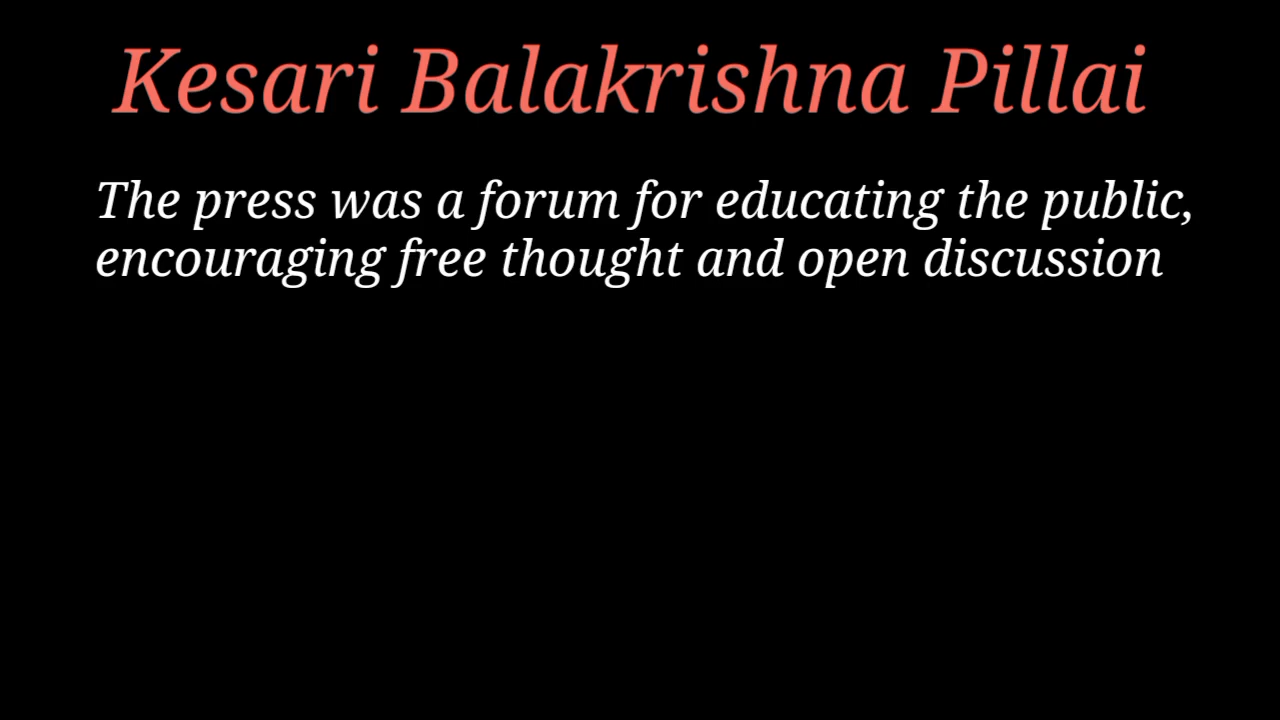 Kesari Balakrishna Pillai
The press was a forum for educating the public,
encouraging free thought and open discussion